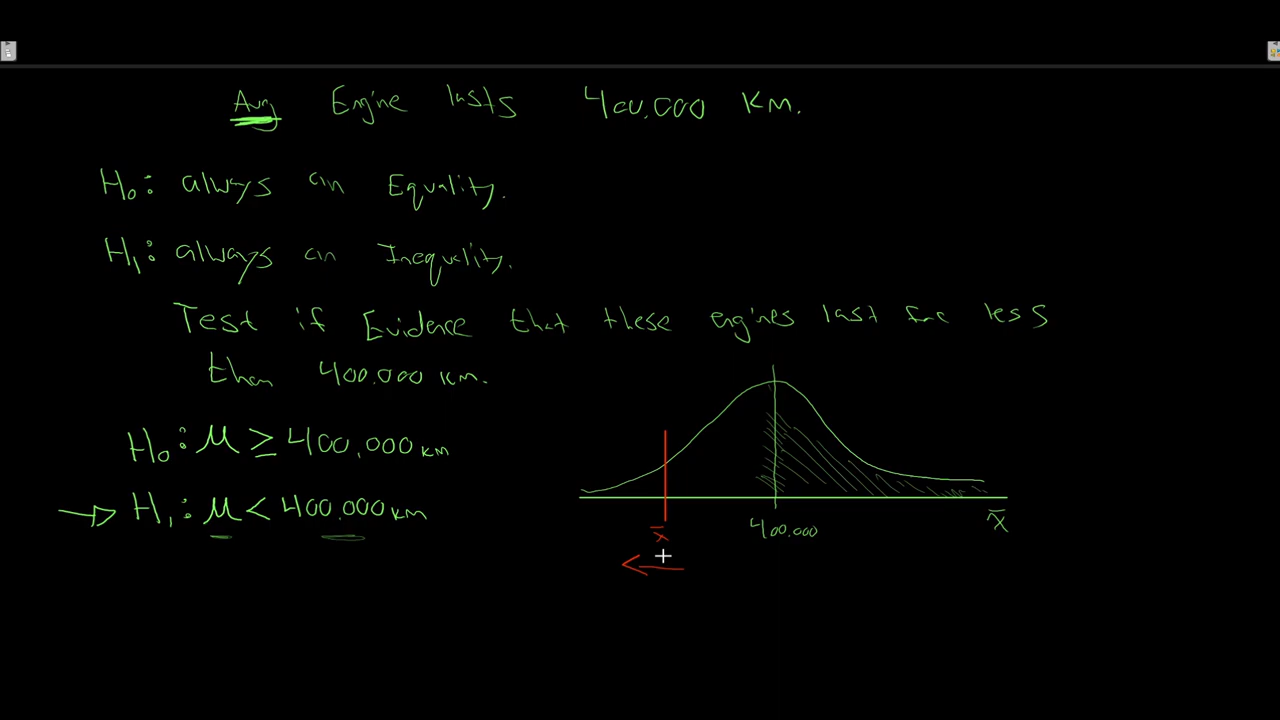 Avg Engine lasts 400.000 KM.
H₀: always an Equality.
H₁: always an Inequality.
Test if Evidence that these engines last far less
than 400.000 KM.
H₀: μ ≥ 400,000 KM
→ H₁: μ < 400.000 KM
400.000
x̄
x̄